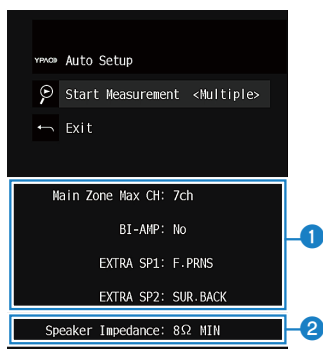 YPAO Auto Setup
Start Measurement <Multiple>
Exit
Main Zone Max CH: 7ch
BI-AMP: No
EXTRA SP1: F.PRNS
EXTRA SP2: SUR.BACK
1
Speaker Impedance: 8Ω MIN
2